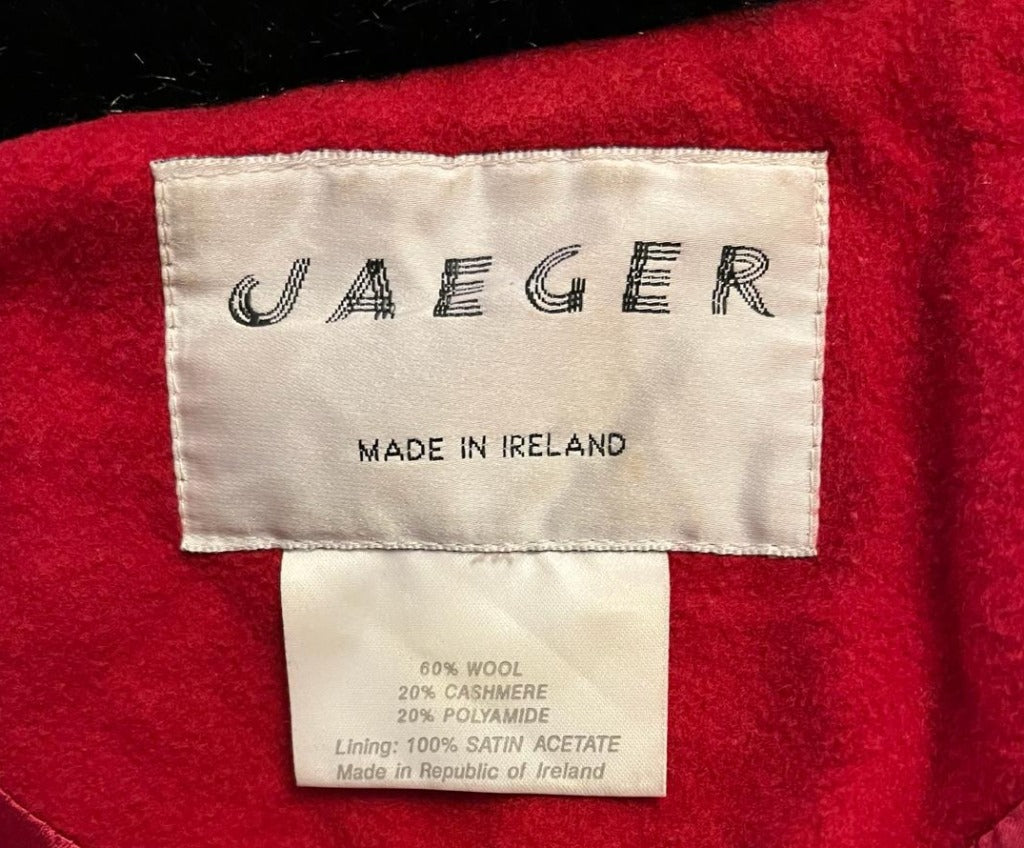 JAEGER
MADE IN IRELAND
60% WOOL
20% CASHMERE
20% POLYAMIDE
Lining: 100% SATIN ACETATE
Made in Republic of Ireland